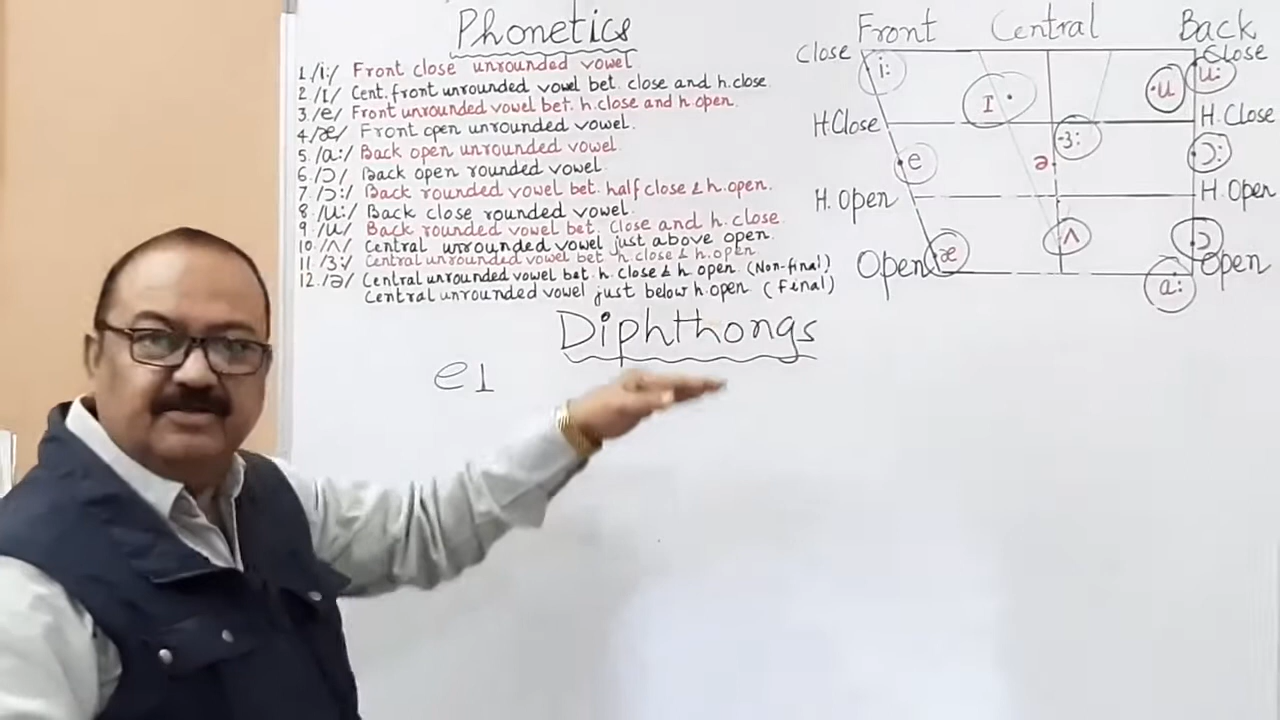 Phonetics
1. /i:/ Front close unrounded vowel
2. /I/ Cent. front unrounded vowel bet. close and h.close
3. /e/ Front unrounded vowel bet. h.close and h.open.
4. /æ/ Front open unrounded vowel.
5. /a:/ Back open unrounded vowel.
6. /ɔ/ Back open rounded vowel.
7. /ɔ:/ Back rounded vowel bet. half close & h.open.
8. /u:/ Back close rounded vowel.
9. /u/ Back rounded vowel bet. close and h. close
10. /ʌ/ Central unrounded vowel just above open.
11. /3:/ Central unrounded vowel bet h. close & h. open
12. /ə/ Central unrounded vowel bet. h. close & h open (Non-final)
Central unrounded vowel just below h.open (final)
Front Central Back
Close Close
i: I u u:
H.Close H.Close
3:
e ə ɔ:
H. Open H. Open
æ ʌ ɔ
Open Open
a:
Diphthongs
eI